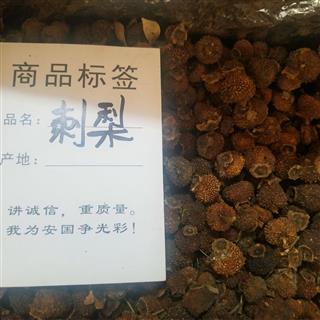 商品标签
品名：刺梨
产地：
讲诚信，重质量。
我为安国争光彩！